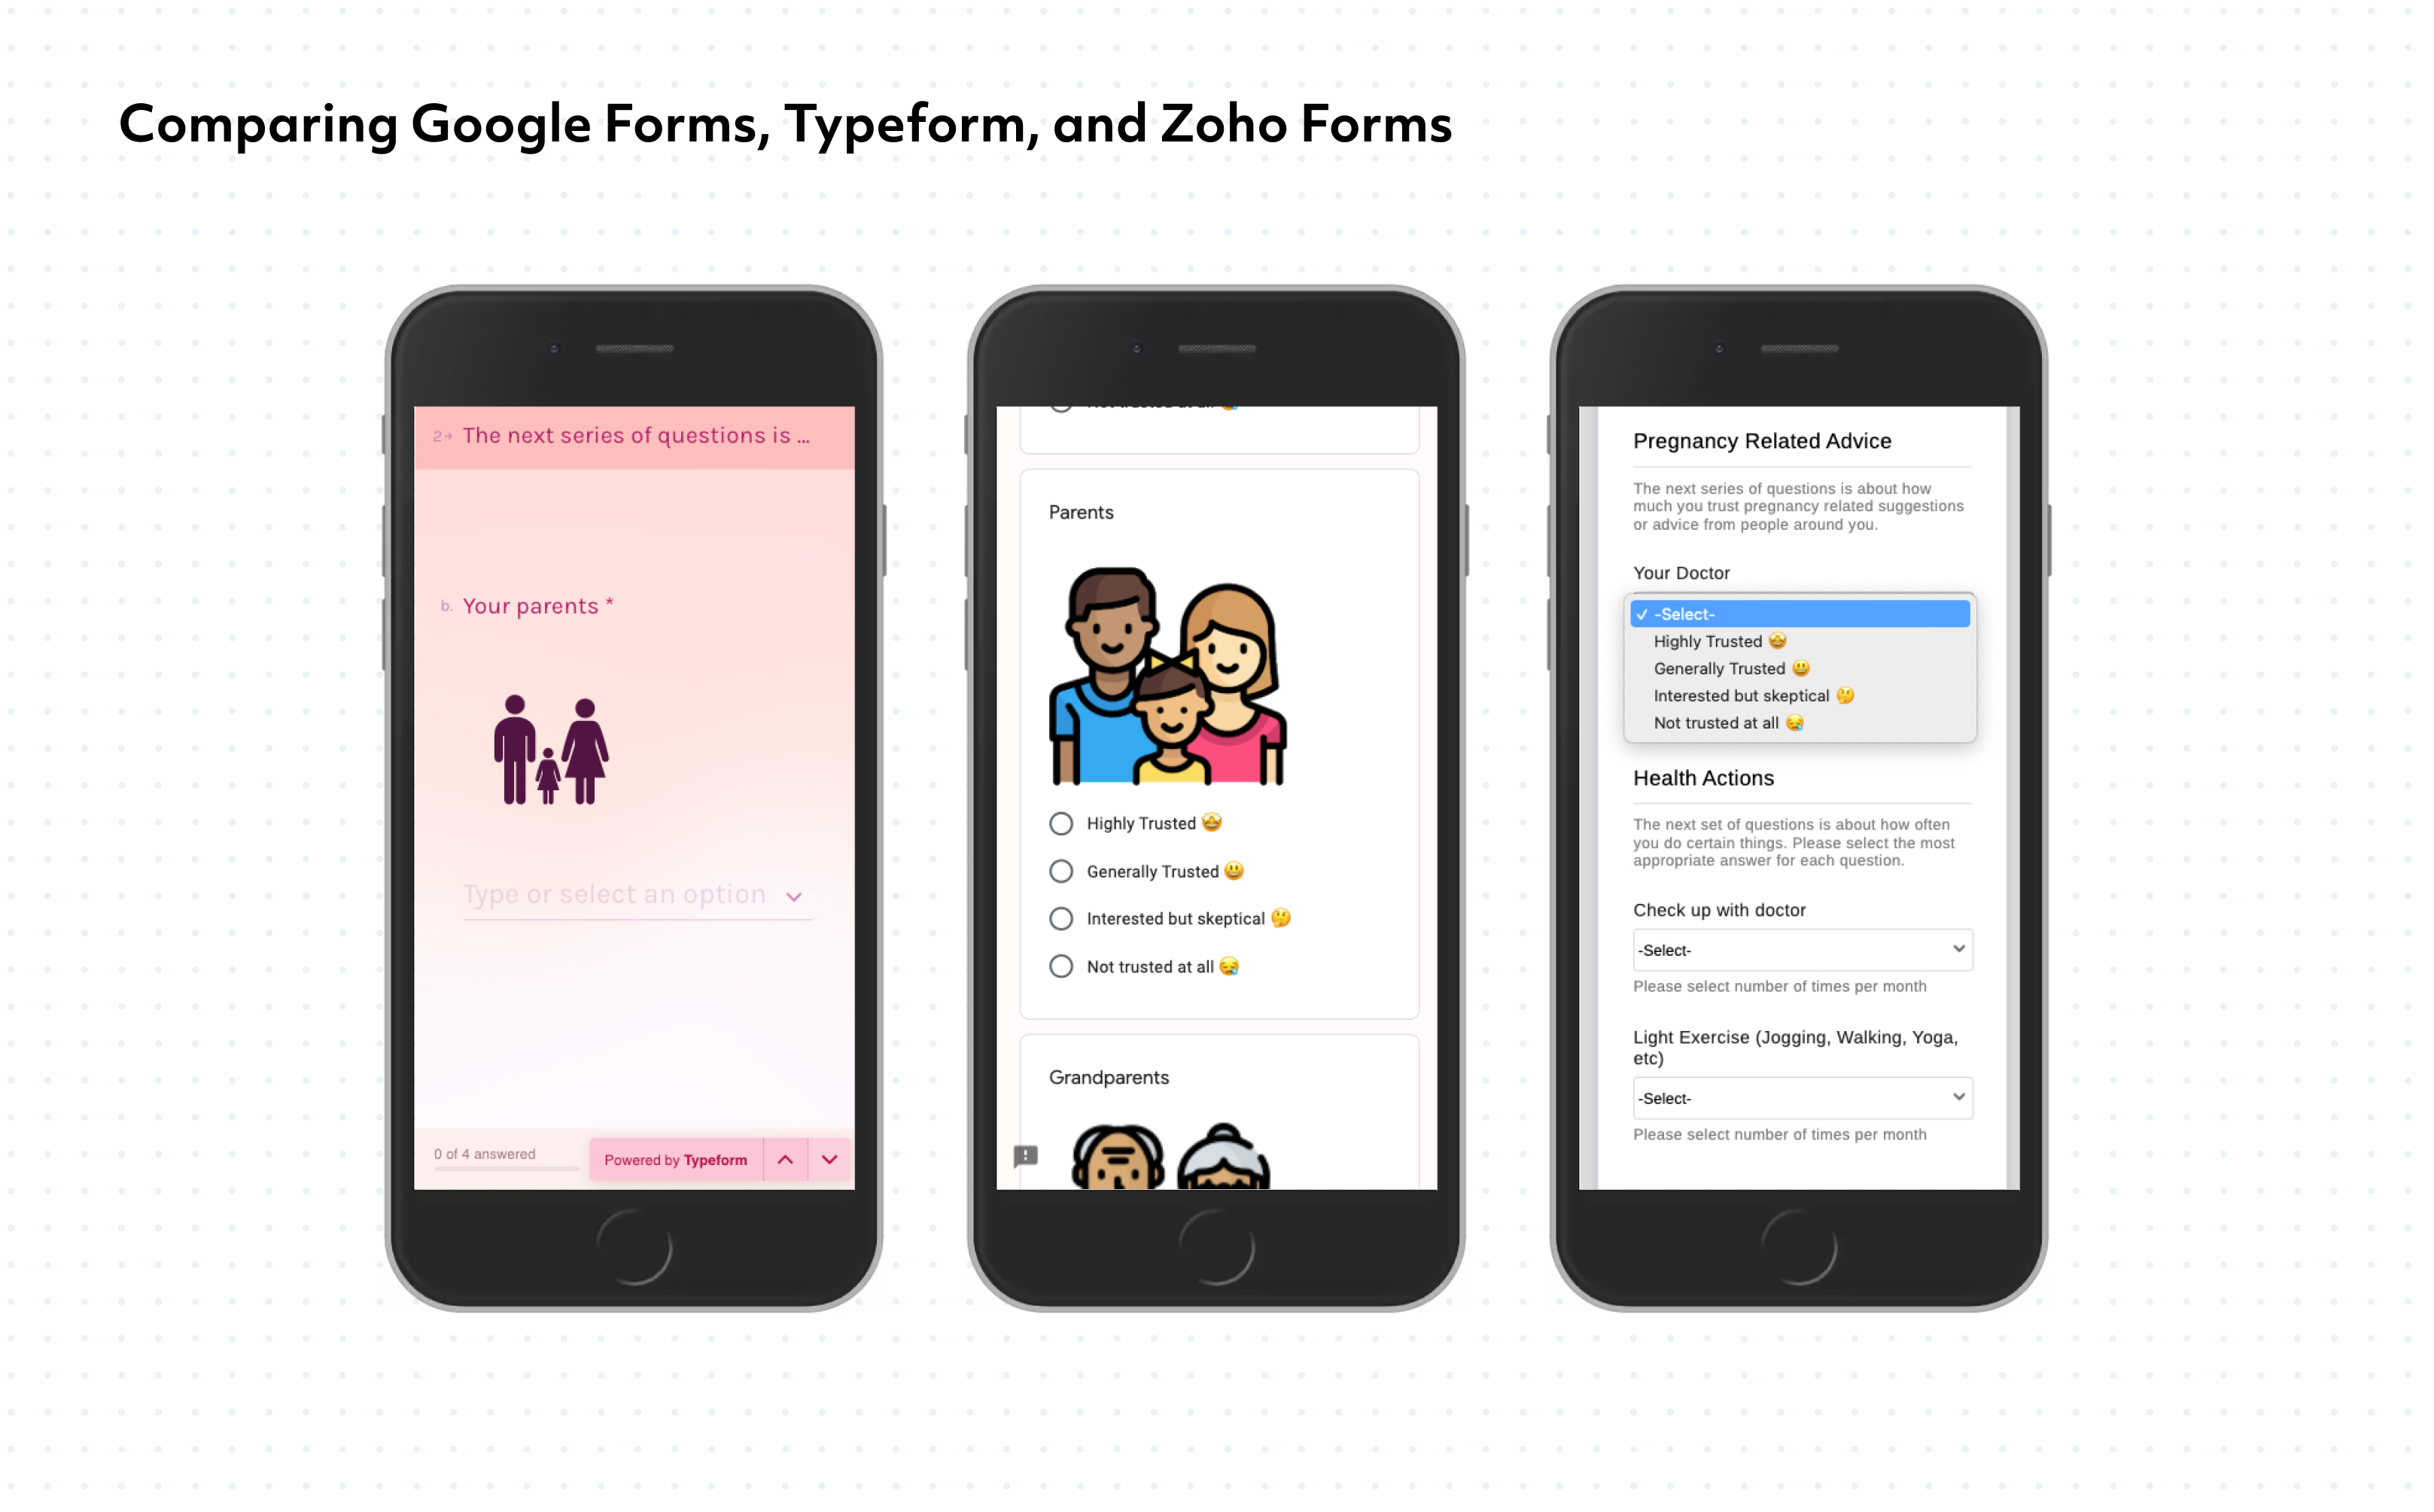 Comparing Google Forms, Typeform, and Zoho Forms
2→ The next series of questions is ...
b. Your parents *
Type or select an option
0 of 4 answered
Powered by Typeform
Not trusted at all 😪
Parents
Highly Trusted 🤩
Generally Trusted 😃
Interested but skeptical 🤔
Not trusted at all 😪
Grandparents
Pregnancy Related Advice
The next series of questions is about how
much you trust pregnancy related suggestions
or advice from people around you.
Your Doctor
✓ -Select-
Highly Trusted 🤩
Generally Trusted 😃
Interested but skeptical 🤔
Not trusted at all 😪
Health Actions
The next set of questions is about how often
you do certain things. Please select the most
appropriate answer for each question.
Check up with doctor
-Select-
Please select number of times per month
Light Exercise (Jogging, Walking, Yoga,
etc)
-Select-
Please select number of times per month